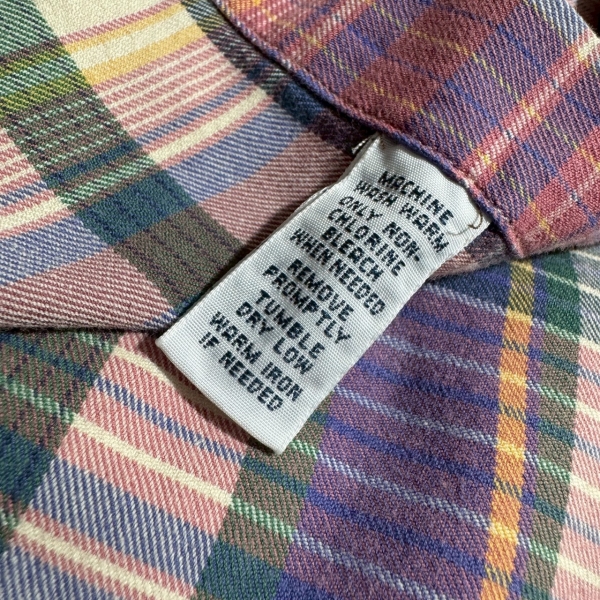 MACHINE
WASH WARM
ONLY NON-
CHLORINE
BLEACH
WHEN NEEDED
REMOVE
PROMPTLY
TUMBLE
DRY LOW
WARM IRON
IF NEEDED